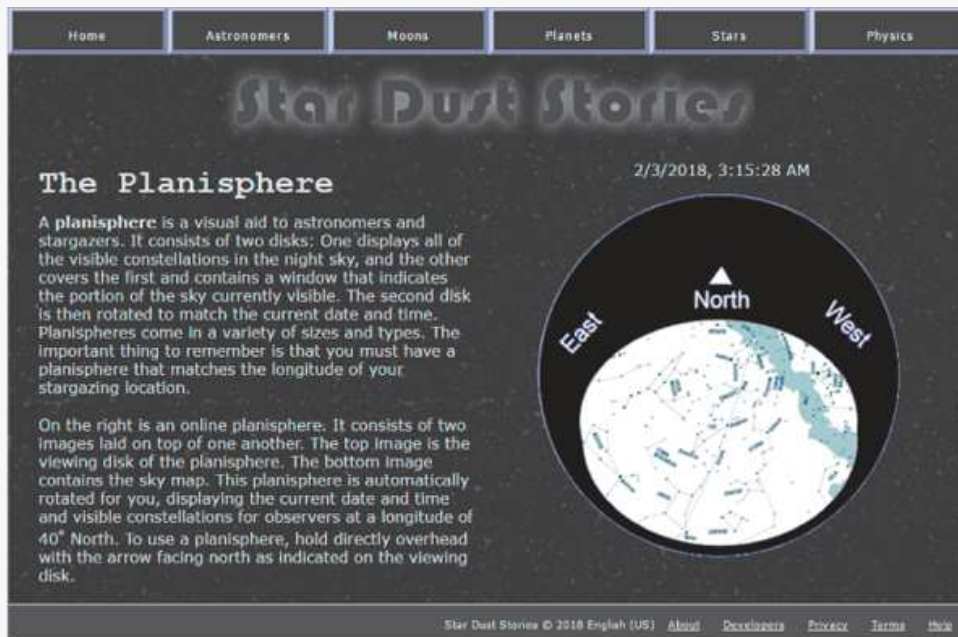 Home Astronomers Moons Planets Stars Physics
Star Dust Stories
The Planisphere
A planisphere is a visual aid to astronomers and
stargazers. It consists of two disks: One displays all of
the visible constellations in the night sky, and the other
covers the first and contains a window that indicates
the portion of the sky currently visible. The second disk
is then rotated to match the current date and time.
Planispheres come in a variety of sizes and types. The
important thing to remember is that you must have a
planisphere that matches the longitude of your
stargazing location.
On the right is an online planisphere. It consists of two
images laid on top of one another. The top image is the
viewing disk of the planisphere. The bottom image
contains the sky map. This planisphere is automatically
rotated for you, displaying the current date and time
and visible constellations for observers at a longitude of
40° North. To use a planisphere, hold directly overhead
with the arrow facing north as indicated on the viewing
disk.
2/3/2018, 3:15:28 AM
North
East
West
Star Dust Stories © 2018 English (US) About Developers Privacy Terms Help